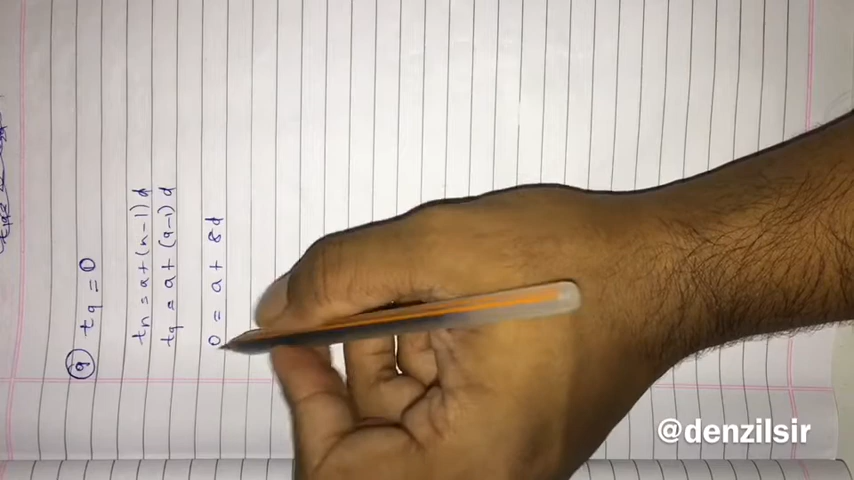 (9) t9 = 0
tn = a + (n-1) d
t9 = a + (9-1) d
0 = a + 8d
@denzilsir